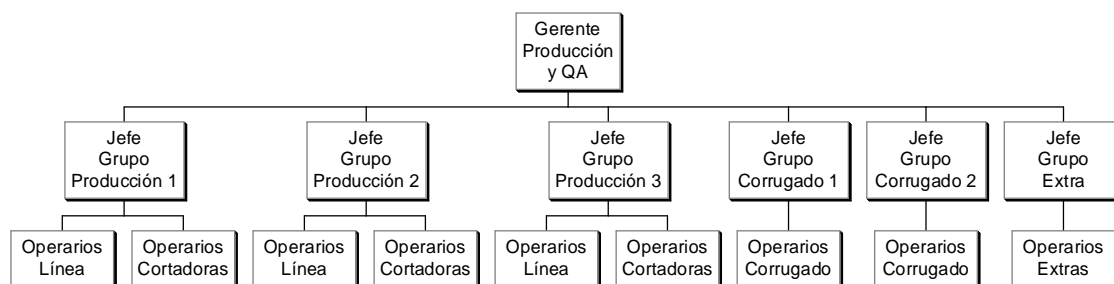 Gerente
Producción
y QA
Jefe
Grupo
Producción 1
Jefe
Grupo
Producción 2
Jefe
Grupo
Producción 3
Jefe
Grupo
Corrugado 1
Jefe
Grupo
Corrugado 2
Jefe
Grupo
Extra
Operarios
Línea
Operarios
Cortadoras
Operarios
Línea
Operarios
Cortadoras
Operarios
Línea
Operarios
Cortadoras
Operarios
Corrugado
Operarios
Corrugado
Operarios
Extras